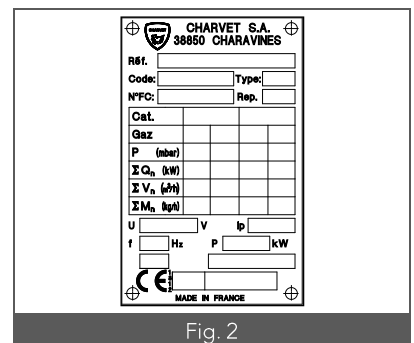 CHARVET S.A.
38850 CHARAVINES
Réf.
Code: Type:
N°FC: Rep.
Cat.
Gaz
P (mbar)
ΣQn (kW)
ΣVn (m³/h)
ΣMn (kg/h)
U V Ip
f Hz P kW
CE
MADE IN FRANCE
Fig. 2